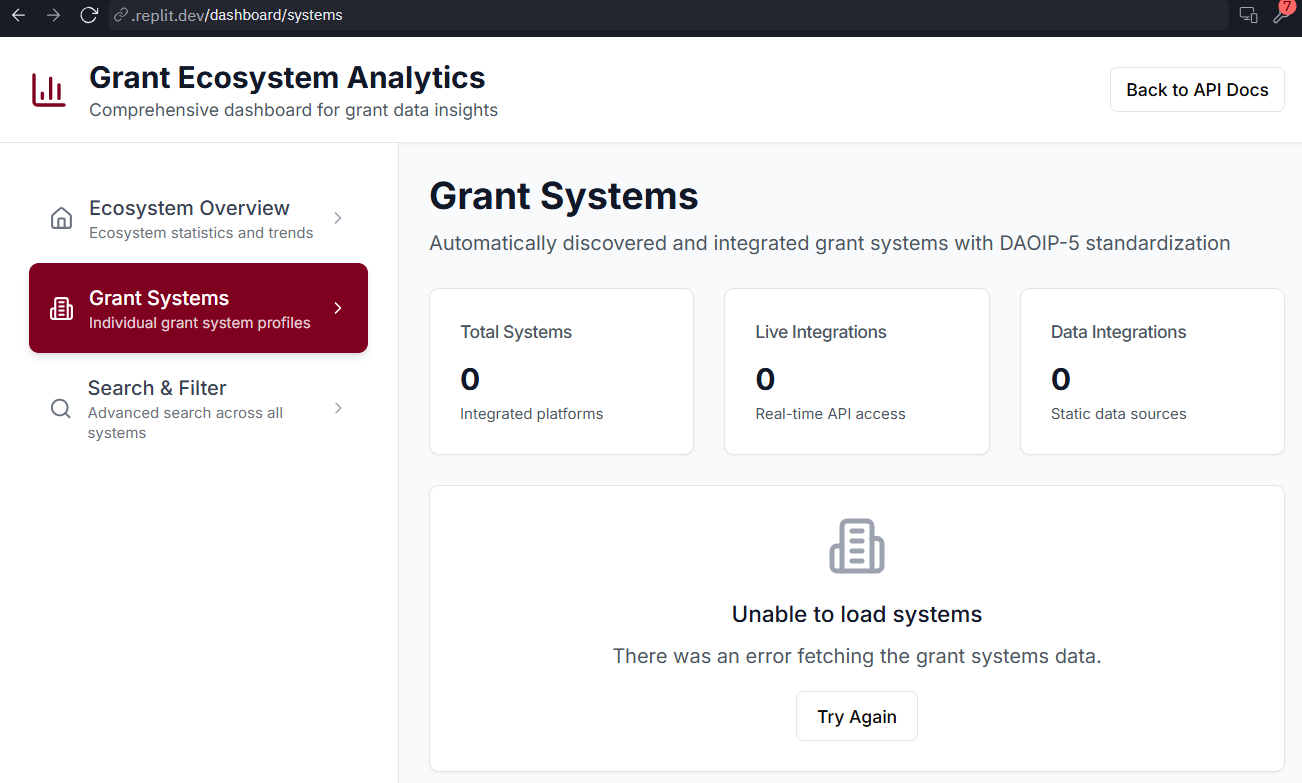 .replit.dev/dashboard/systems
7
Grant Ecosystem Analytics
Comprehensive dashboard for grant data insights
Back to API Docs
Ecosystem Overview
Ecosystem statistics and trends
Grant Systems
Individual grant system profiles
Search & Filter
Advanced search across all
systems
Grant Systems
Automatically discovered and integrated grant systems with DAOIP-5 standardization
Total Systems
0
Integrated platforms
Live Integrations
0
Real-time API access
Data Integrations
0
Static data sources
Unable to load systems
There was an error fetching the grant systems data.
Try Again